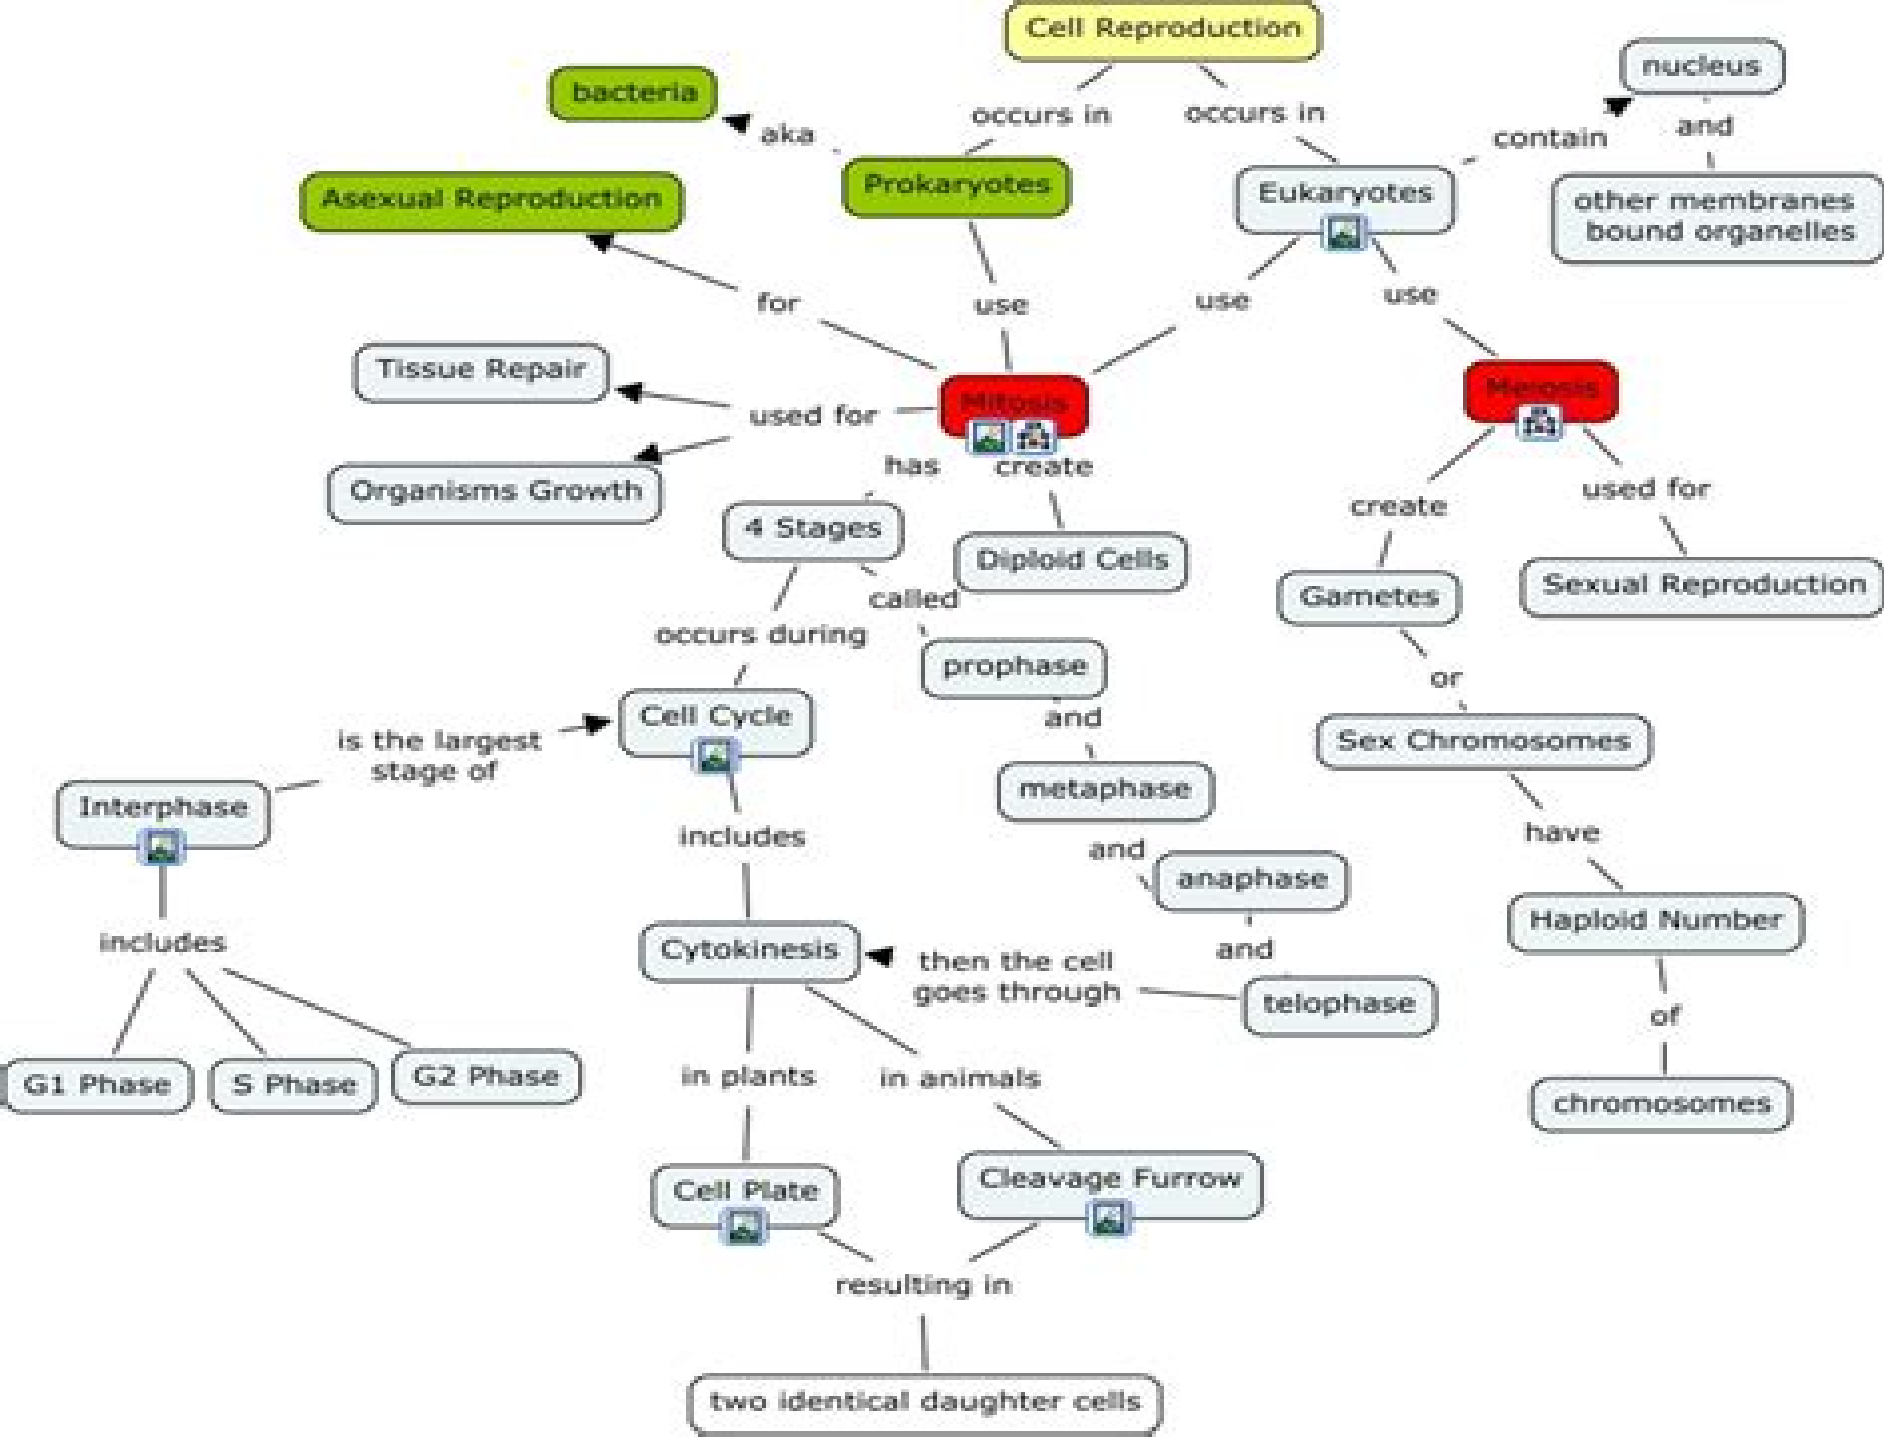 Cell Reproduction
nucleus
bacteria
occurs in
occurs in
contain
and
aka
Prokaryotes
Eukaryotes
other membranes
bound organelles
Asexual Reproduction
for
use
use
use
Tissue Repair
Mitosis
Meiosis
used for
has
create
Organisms Growth
create
used for
4 Stages
Diploid Cells
Gametes
Sexual Reproduction
called
occurs during
prophase
or
Cell Cycle
and
Sex Chromosomes
is the largest
stage of
Interphase
metaphase
includes
have
and
anaphase
Haploid Number
includes
Cytokinesis
then the cell
goes through
and
telophase
of
G1 Phase
S Phase
G2 Phase
in plants
in animals
chromosomes
Cell Plate
Cleavage Furrow
resulting in
two identical daughter cells